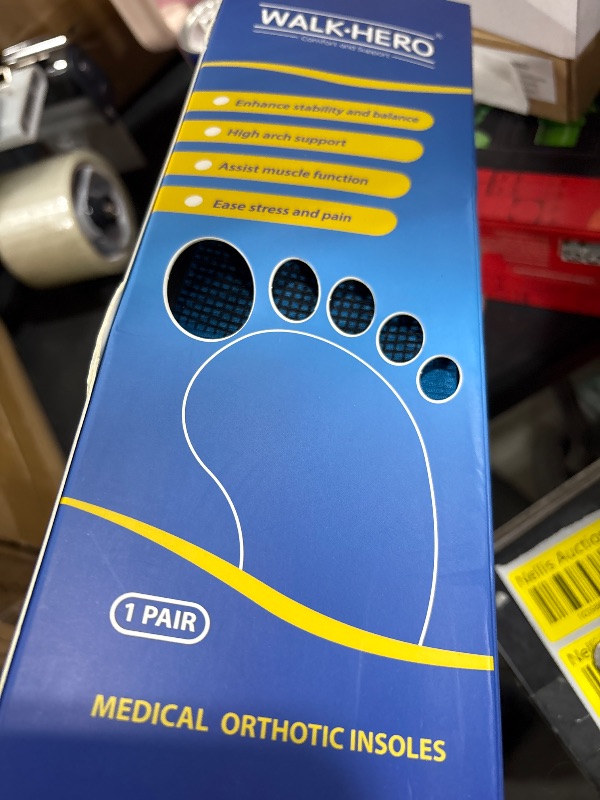 WALK·HERO
Comfort and Support
Enhance stability and balance
High arch support
Assist muscle function
Ease stress and pain
1 PAIR
MEDICAL ORTHOTIC INSOLES
Nellis Auction